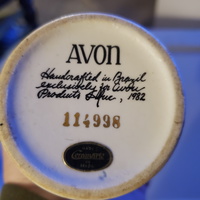 AVON
Handcrafted in Brazil
exclusively for Avon
Products Inc., 1982
114998